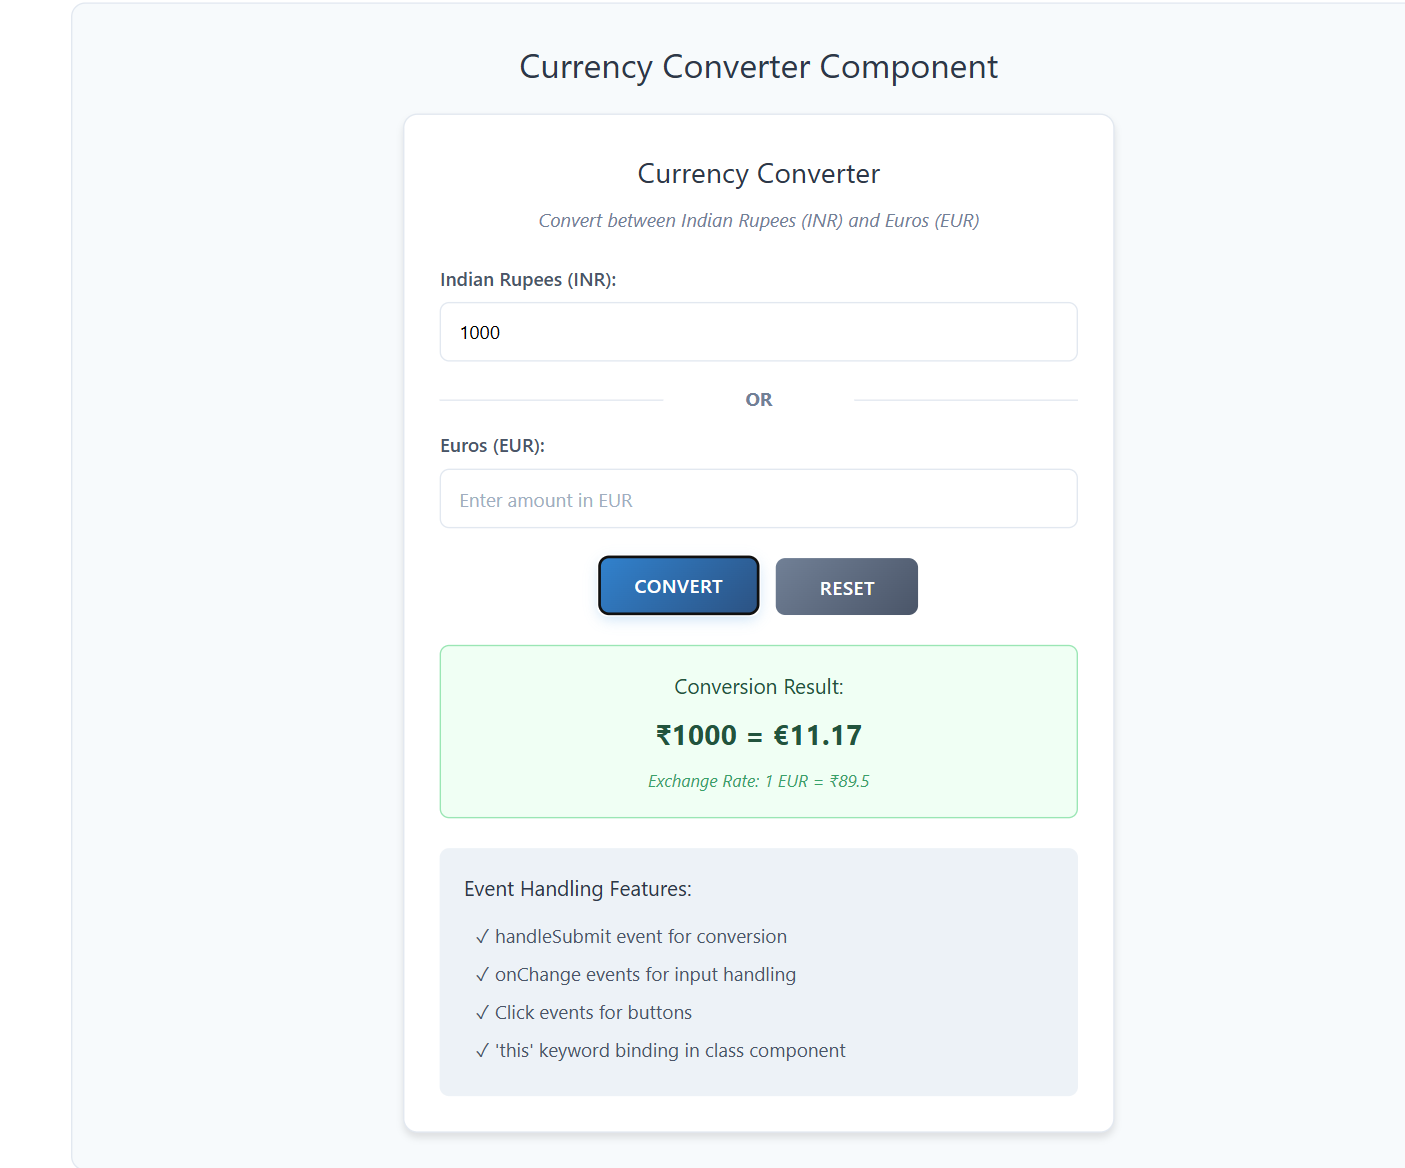 Currency Converter Component
Currency Converter
Convert between Indian Rupees (INR) and Euros (EUR)
Indian Rupees (INR):
1000
OR
Euros (EUR):
Enter amount in EUR
CONVERT RESET
Conversion Result:
₹1000 = €11.17
Exchange Rate: 1 EUR = ₹89.5
Event Handling Features:
✓ handleSubmit event for conversion
✓ onChange events for input handling
✓ Click events for buttons
✓ 'this' keyword binding in class component